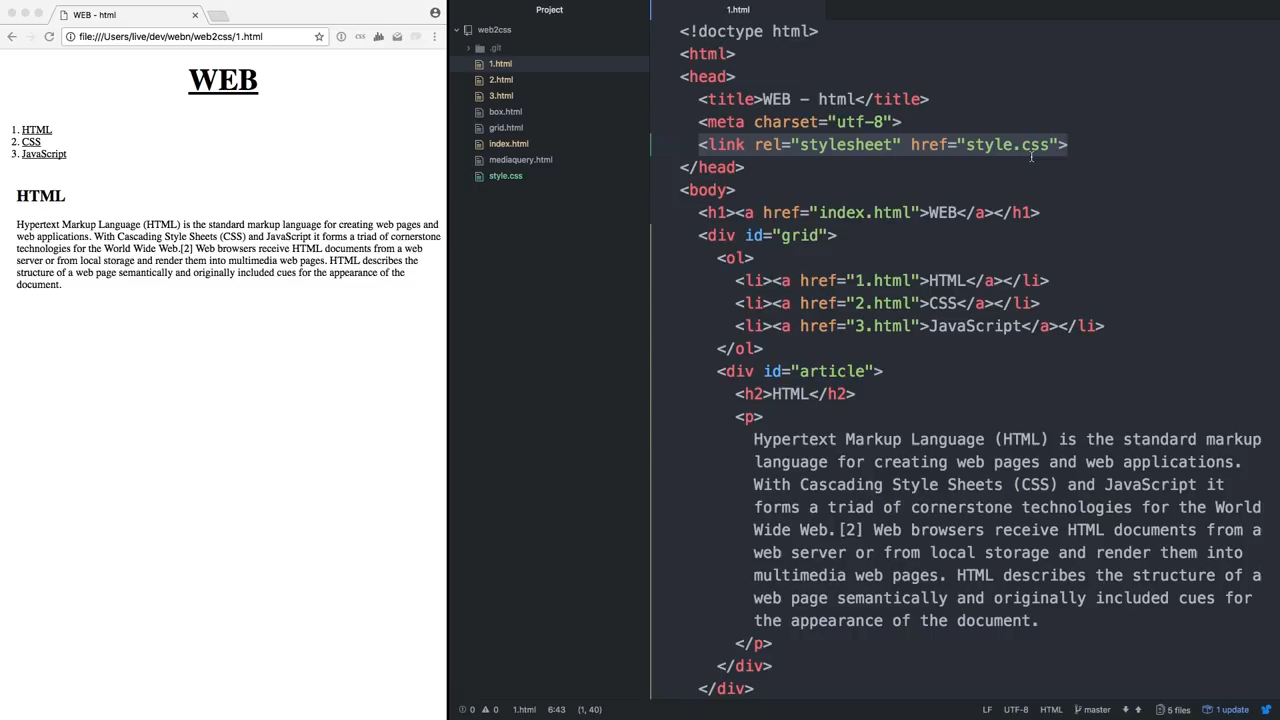 WEB - html
file:///Users/live/dev/webn/web2css/1.html
WEB
1. HTML
2. CSS
3. JavaScript
HTML
Hypertext Markup Language (HTML) is the standard markup language for creating web pages and
web applications. With Cascading Style Sheets (CSS) and JavaScript it forms a triad of cornerstone
technologies for the World Wide Web.[2] Web browsers receive HTML documents from a web
server or from local storage and render them into multimedia web pages. HTML describes the
structure of a web page semantically and originally included cues for the appearance of the
document.
Project
web2css
.git
1.html
2.html
3.html
box.html
grid.html
index.html
mediaquery.html
style.css
1.html
<!doctype html>
<html>
<head>
<title>WEB - html</title>
<meta charset="utf-8">
<link rel="stylesheet" href="style.css">
</head>
<body>
<h1><a href="index.html">WEB</a></h1>
<div id="grid">
<ol>
<li><a href="1.html">HTML</a></li>
<li><a href="2.html">CSS</a></li>
<li><a href="3.html">JavaScript</a></li>
</ol>
<div id="article">
<h2>HTML</h2>
<p>
Hypertext Markup Language (HTML) is the standard markup
language for creating web pages and web applications.
With Cascading Style Sheets (CSS) and JavaScript it
forms a triad of cornerstone technologies for the World
Wide Web.[2] Web browsers receive HTML documents from a
web server or from local storage and render them into
multimedia web pages. HTML describes the structure of a
web page semantically and originally included cues for
the appearance of the document.
</p>
</div>
</div>
0 0 1.html 6:43 (1, 40) LF UTF-8 HTML master 5 files 1 update